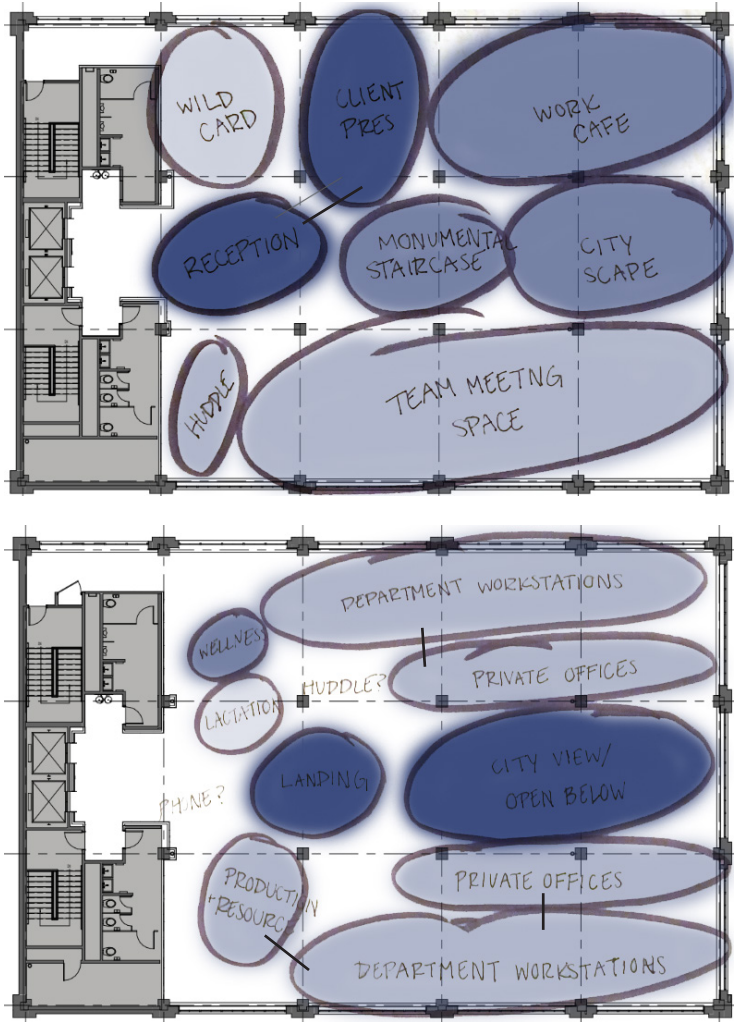 WILD
CARD
CLIENT
PRES
WORK
CAFE
RECEPTION
MONUMENTAL
STAIRCASE
CITY
SCAPE
HUDDLE
TEAM MEETNG
SPACE
DEPARTMENT WORKSTATIONS
WELLNESS
PRIVATE OFFICES
HUDDLE?
LACTATION
LANDING
CITY VIEW/
OPEN BELOW
PHONE?
PRODUCTION
+RESOURCE
PRIVATE OFFICES
DEPARTMENT WORKSTATIONS